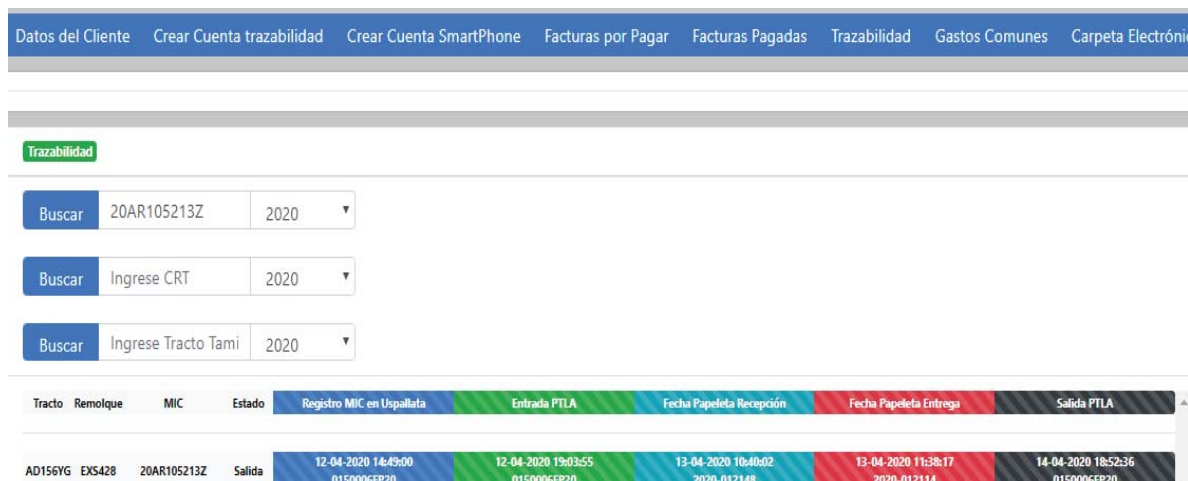 Datos del Cliente Crear Cuenta trazabilidad Crear Cuenta SmartPhone Facturas por Pagar Facturas Pagadas Trazabilidad Gastos Comunes Carpeta Electróni
Trazabilidad
Buscar 20AR105213Z 2020
Buscar Ingrese CRT 2020
Buscar Ingrese Tracto Tami 2020
Tracto Remolque MIC Estado Registro MIC en Uspallata Entrada PTLA Fecha Papeleta Recepción Fecha Papeleta Entrega Salida PTLA
AD156YG EXS428 20AR105213Z Salida 12-04-2020 14:49:00 12-04-2020 19:03:55 13-04-2020 10:40:02 13-04-2020 11:38:17 14-04-2020 18:52:36